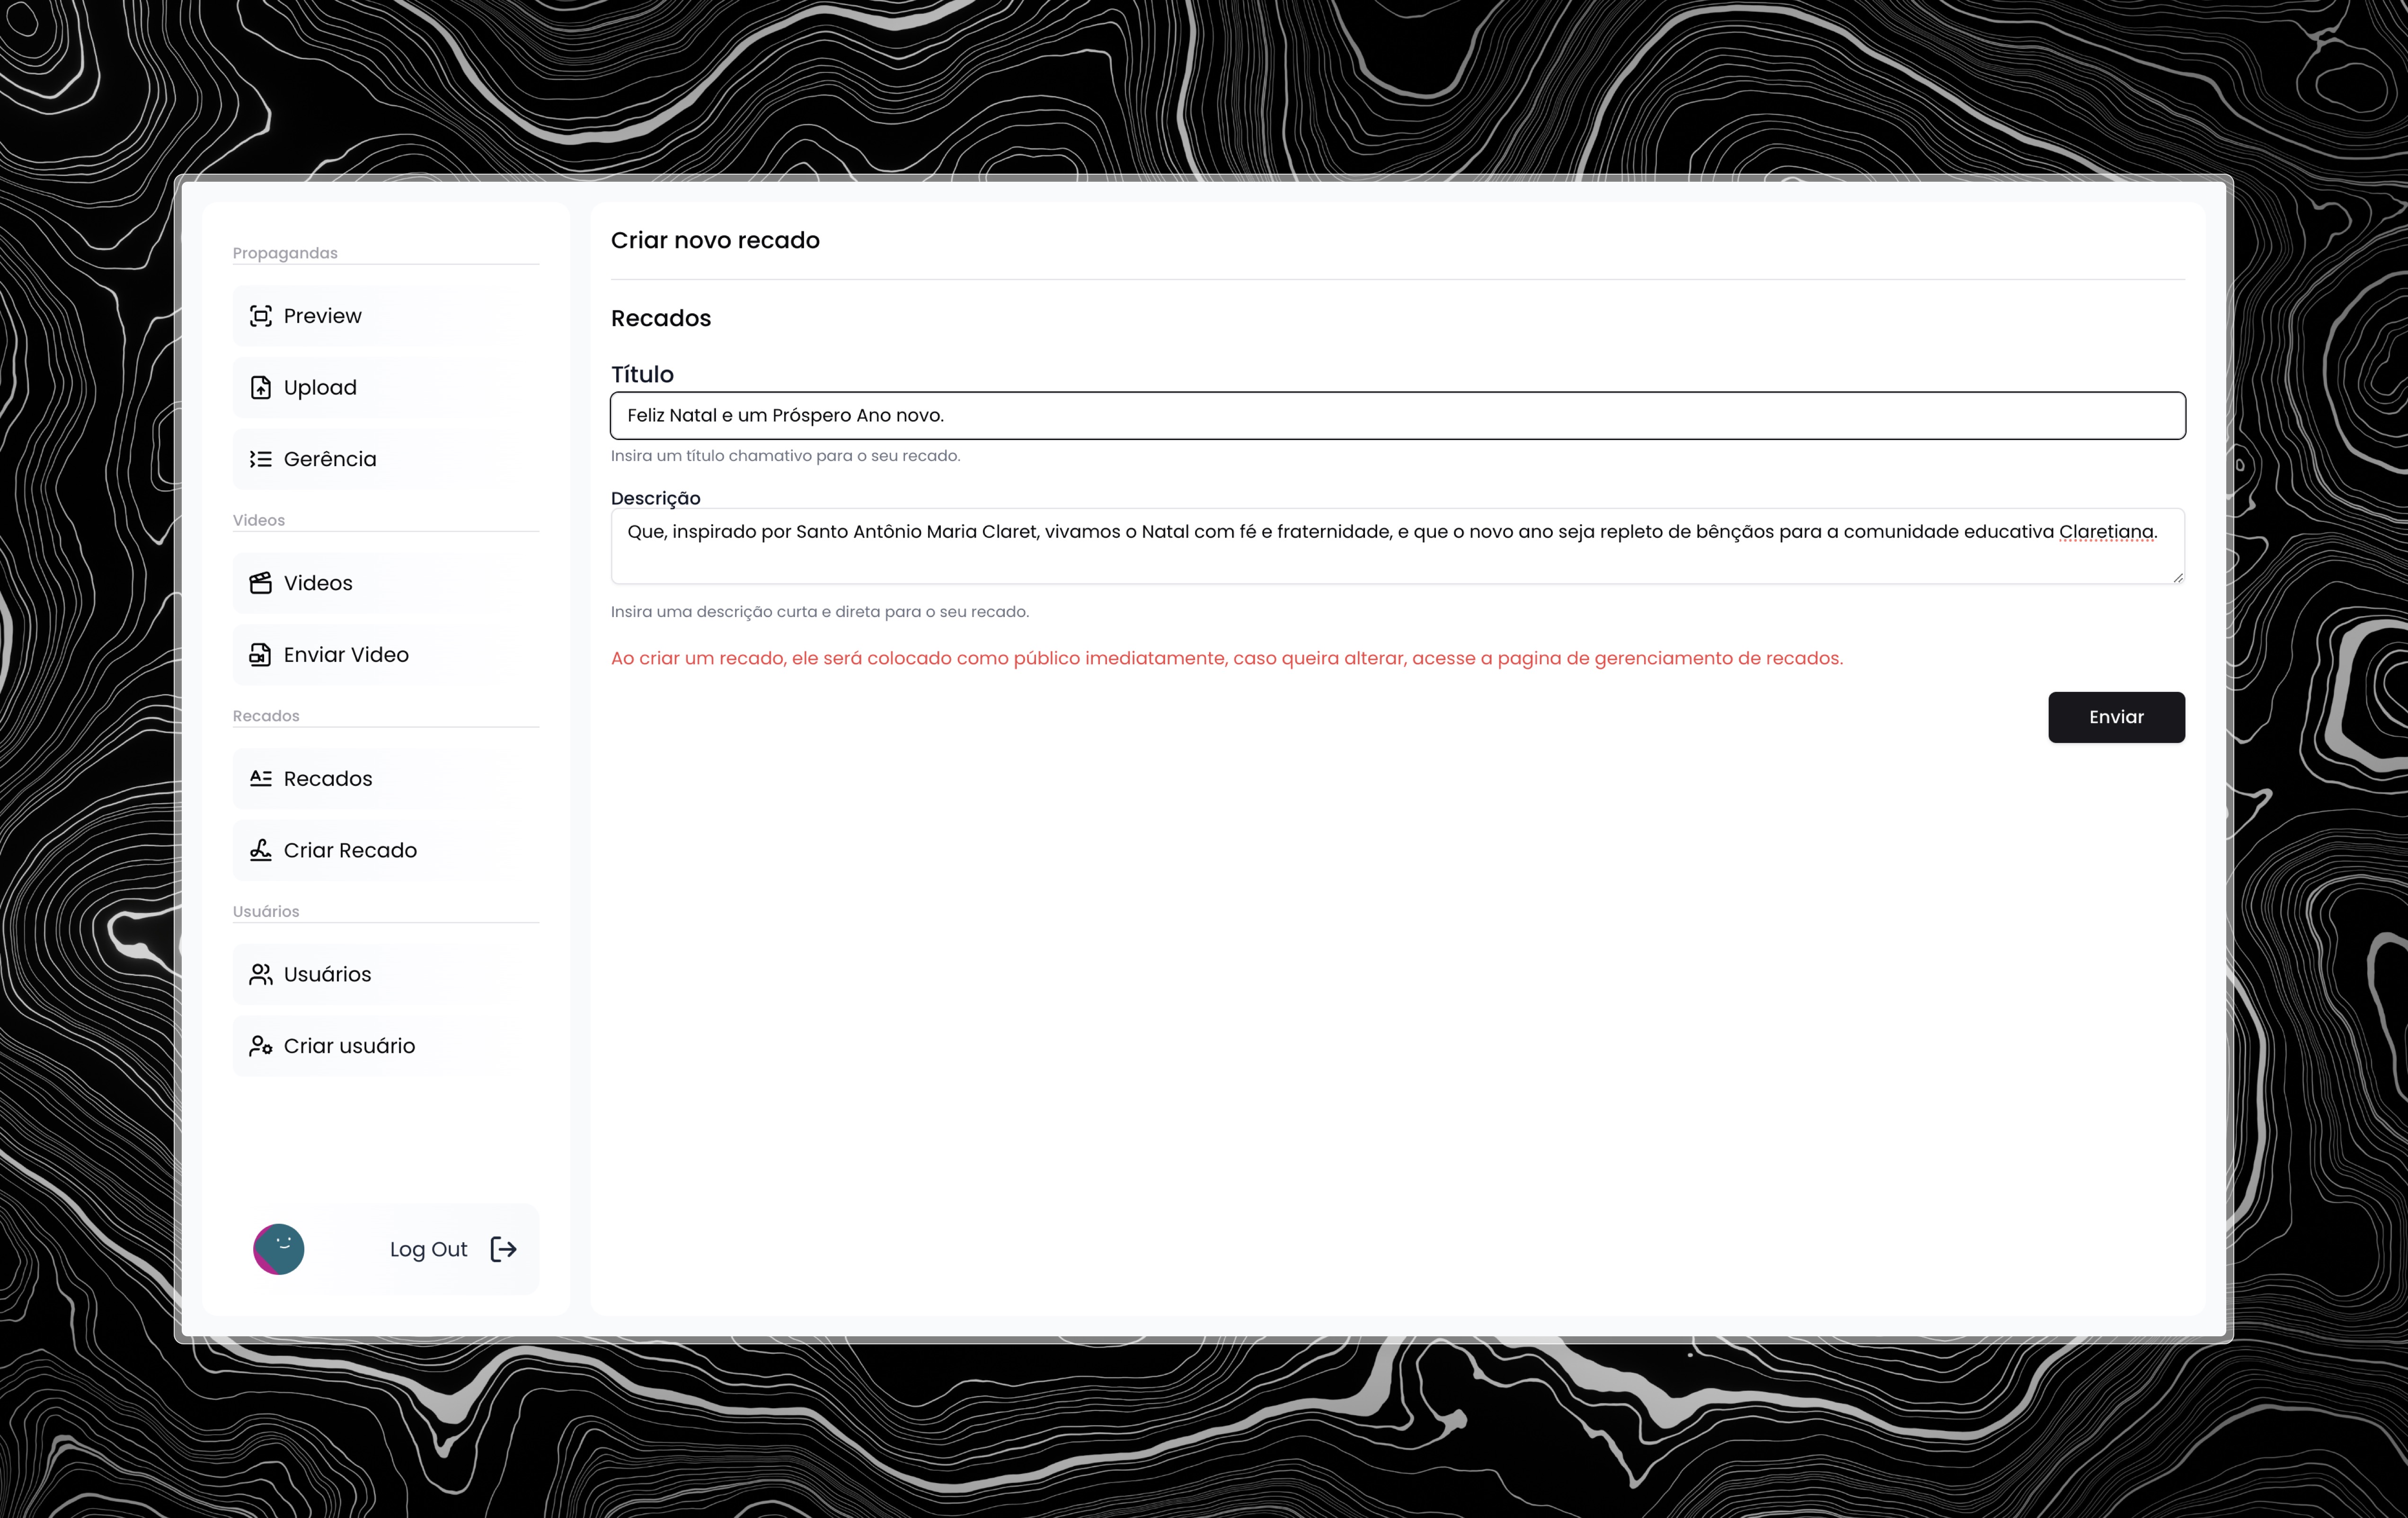 Propagandas
Preview
Upload
Gerência
Videos
Videos
Enviar Video
Recados
Recados
Criar Recado
Usuários
Usuários
Criar usuário
Log Out
Criar novo recado
Recados
Título
Feliz Natal e um Próspero Ano novo.
Insira um título chamativo para o seu recado.
Descrição
Que, inspirado por Santo Antônio Maria Claret, vivamos o Natal com fé e fraternidade, e que o novo ano seja repleto de bênçãos para a comunidade educativa Claretiana.
Insira uma descrição curta e direta para o seu recado.
Ao criar um recado, ele será colocado como público imediatamente, caso queira alterar, acesse a pagina de gerenciamento de recados.
Enviar